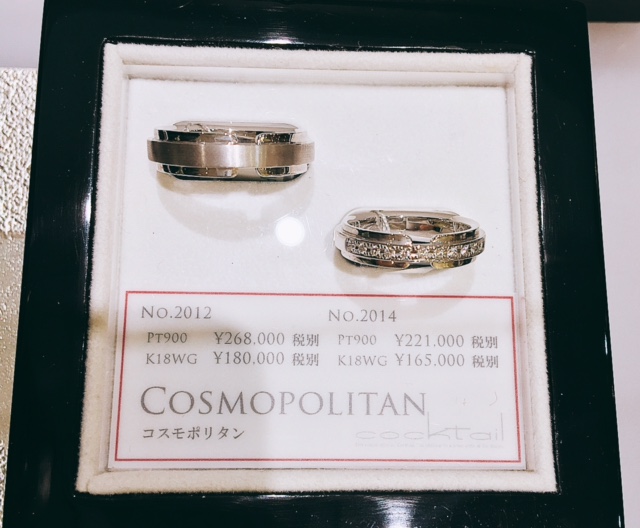 No.2012
PT900 ¥268,000 税別
K18WG ¥180,000 税別
No.2014
PT900 ¥221,000 税別
K18WG ¥165,000 税別
COSMOPOLITAN
コスモポリタン
cocktail